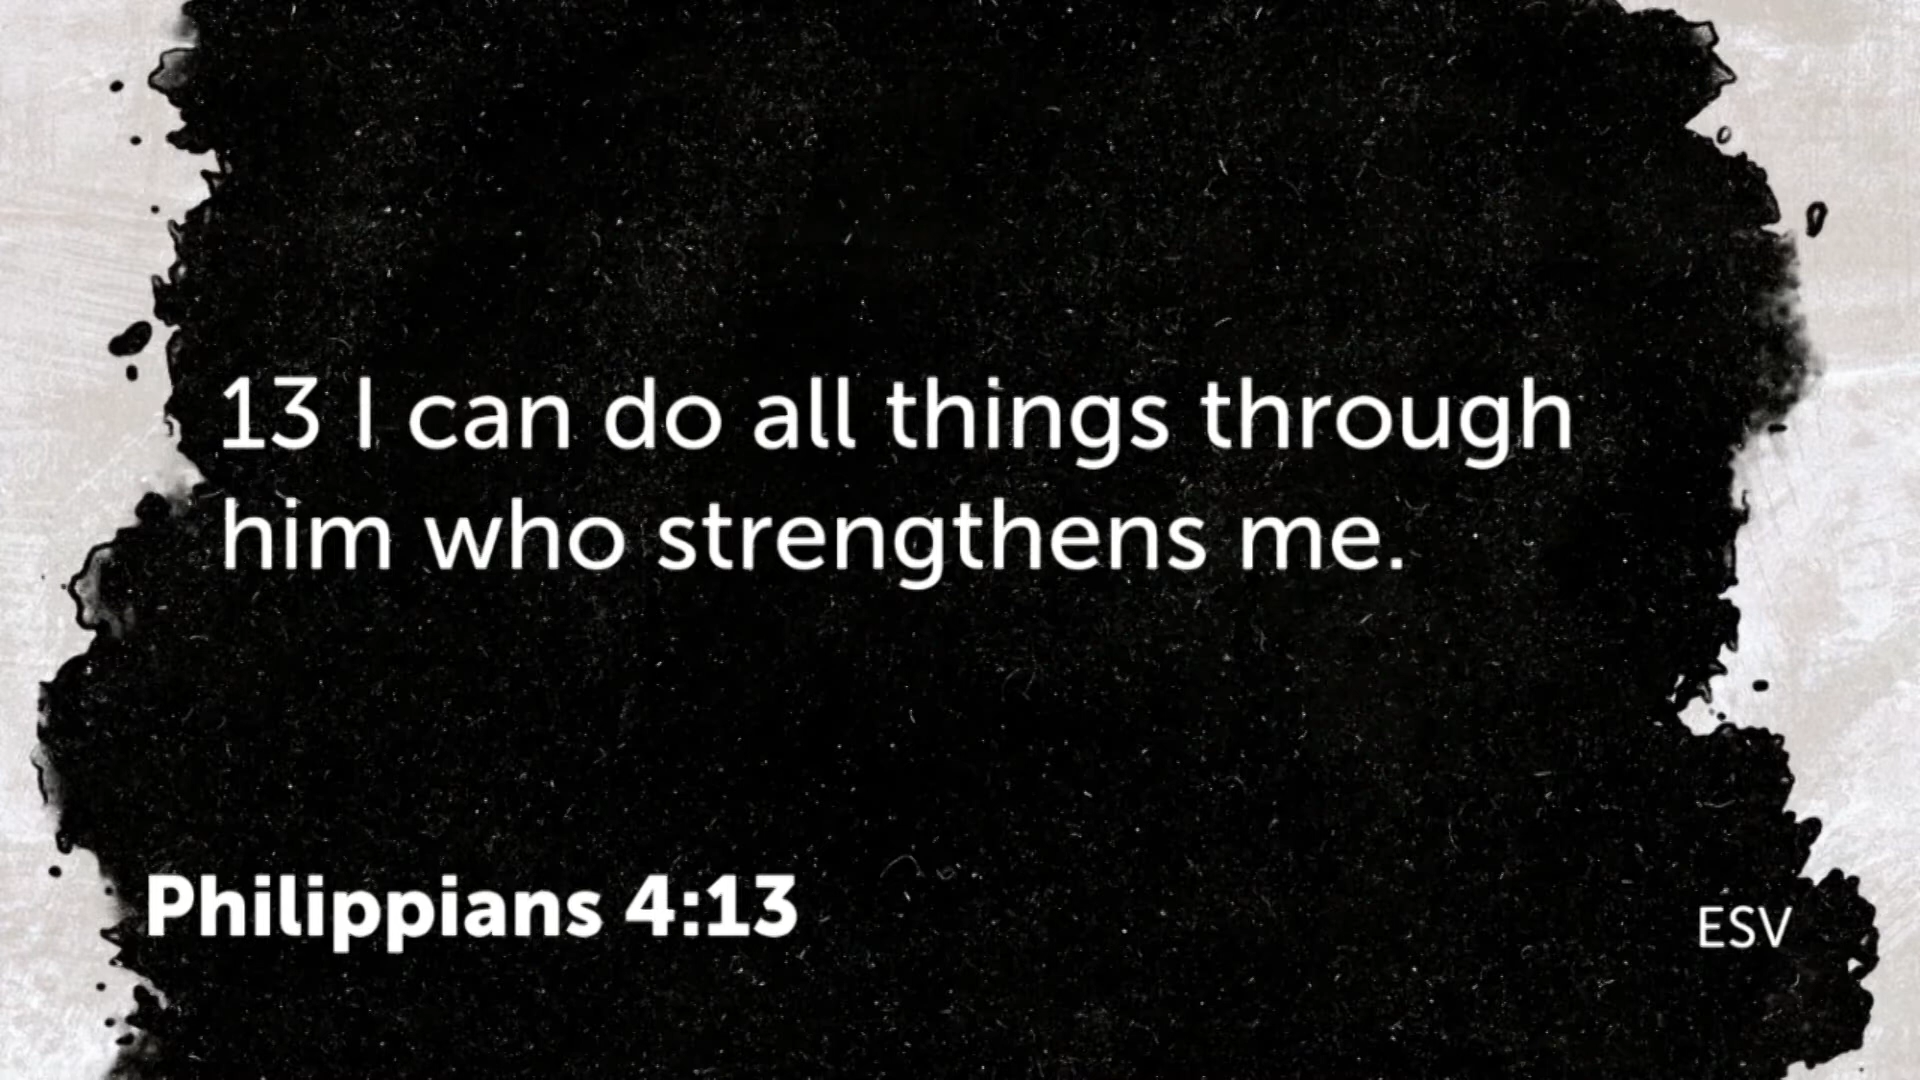 13 I can do all things through
him who strengthens me.
Philippians 4:13
ESV